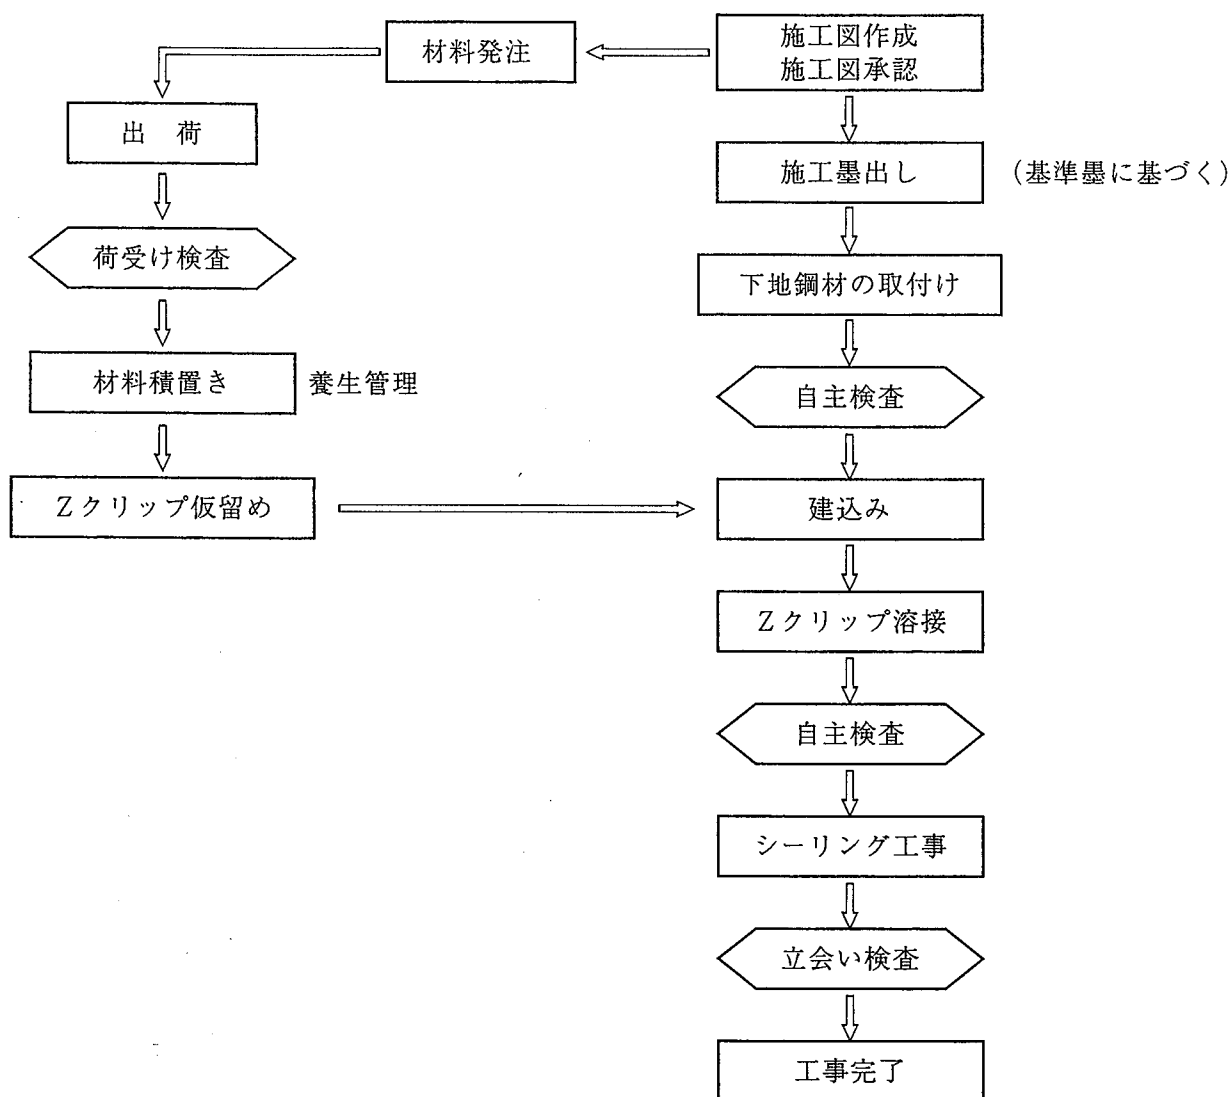 材料発注
施工図作成
施工図承認
出　荷
施工墨出し
(基準墨に基づく)
荷受け検査
下地鋼材の取付け
材料積置き
養生管理
自主検査
Zクリップ仮留め
建込み
Zクリップ溶接
自主検査
シーリング工事
立会い検査
工事完了